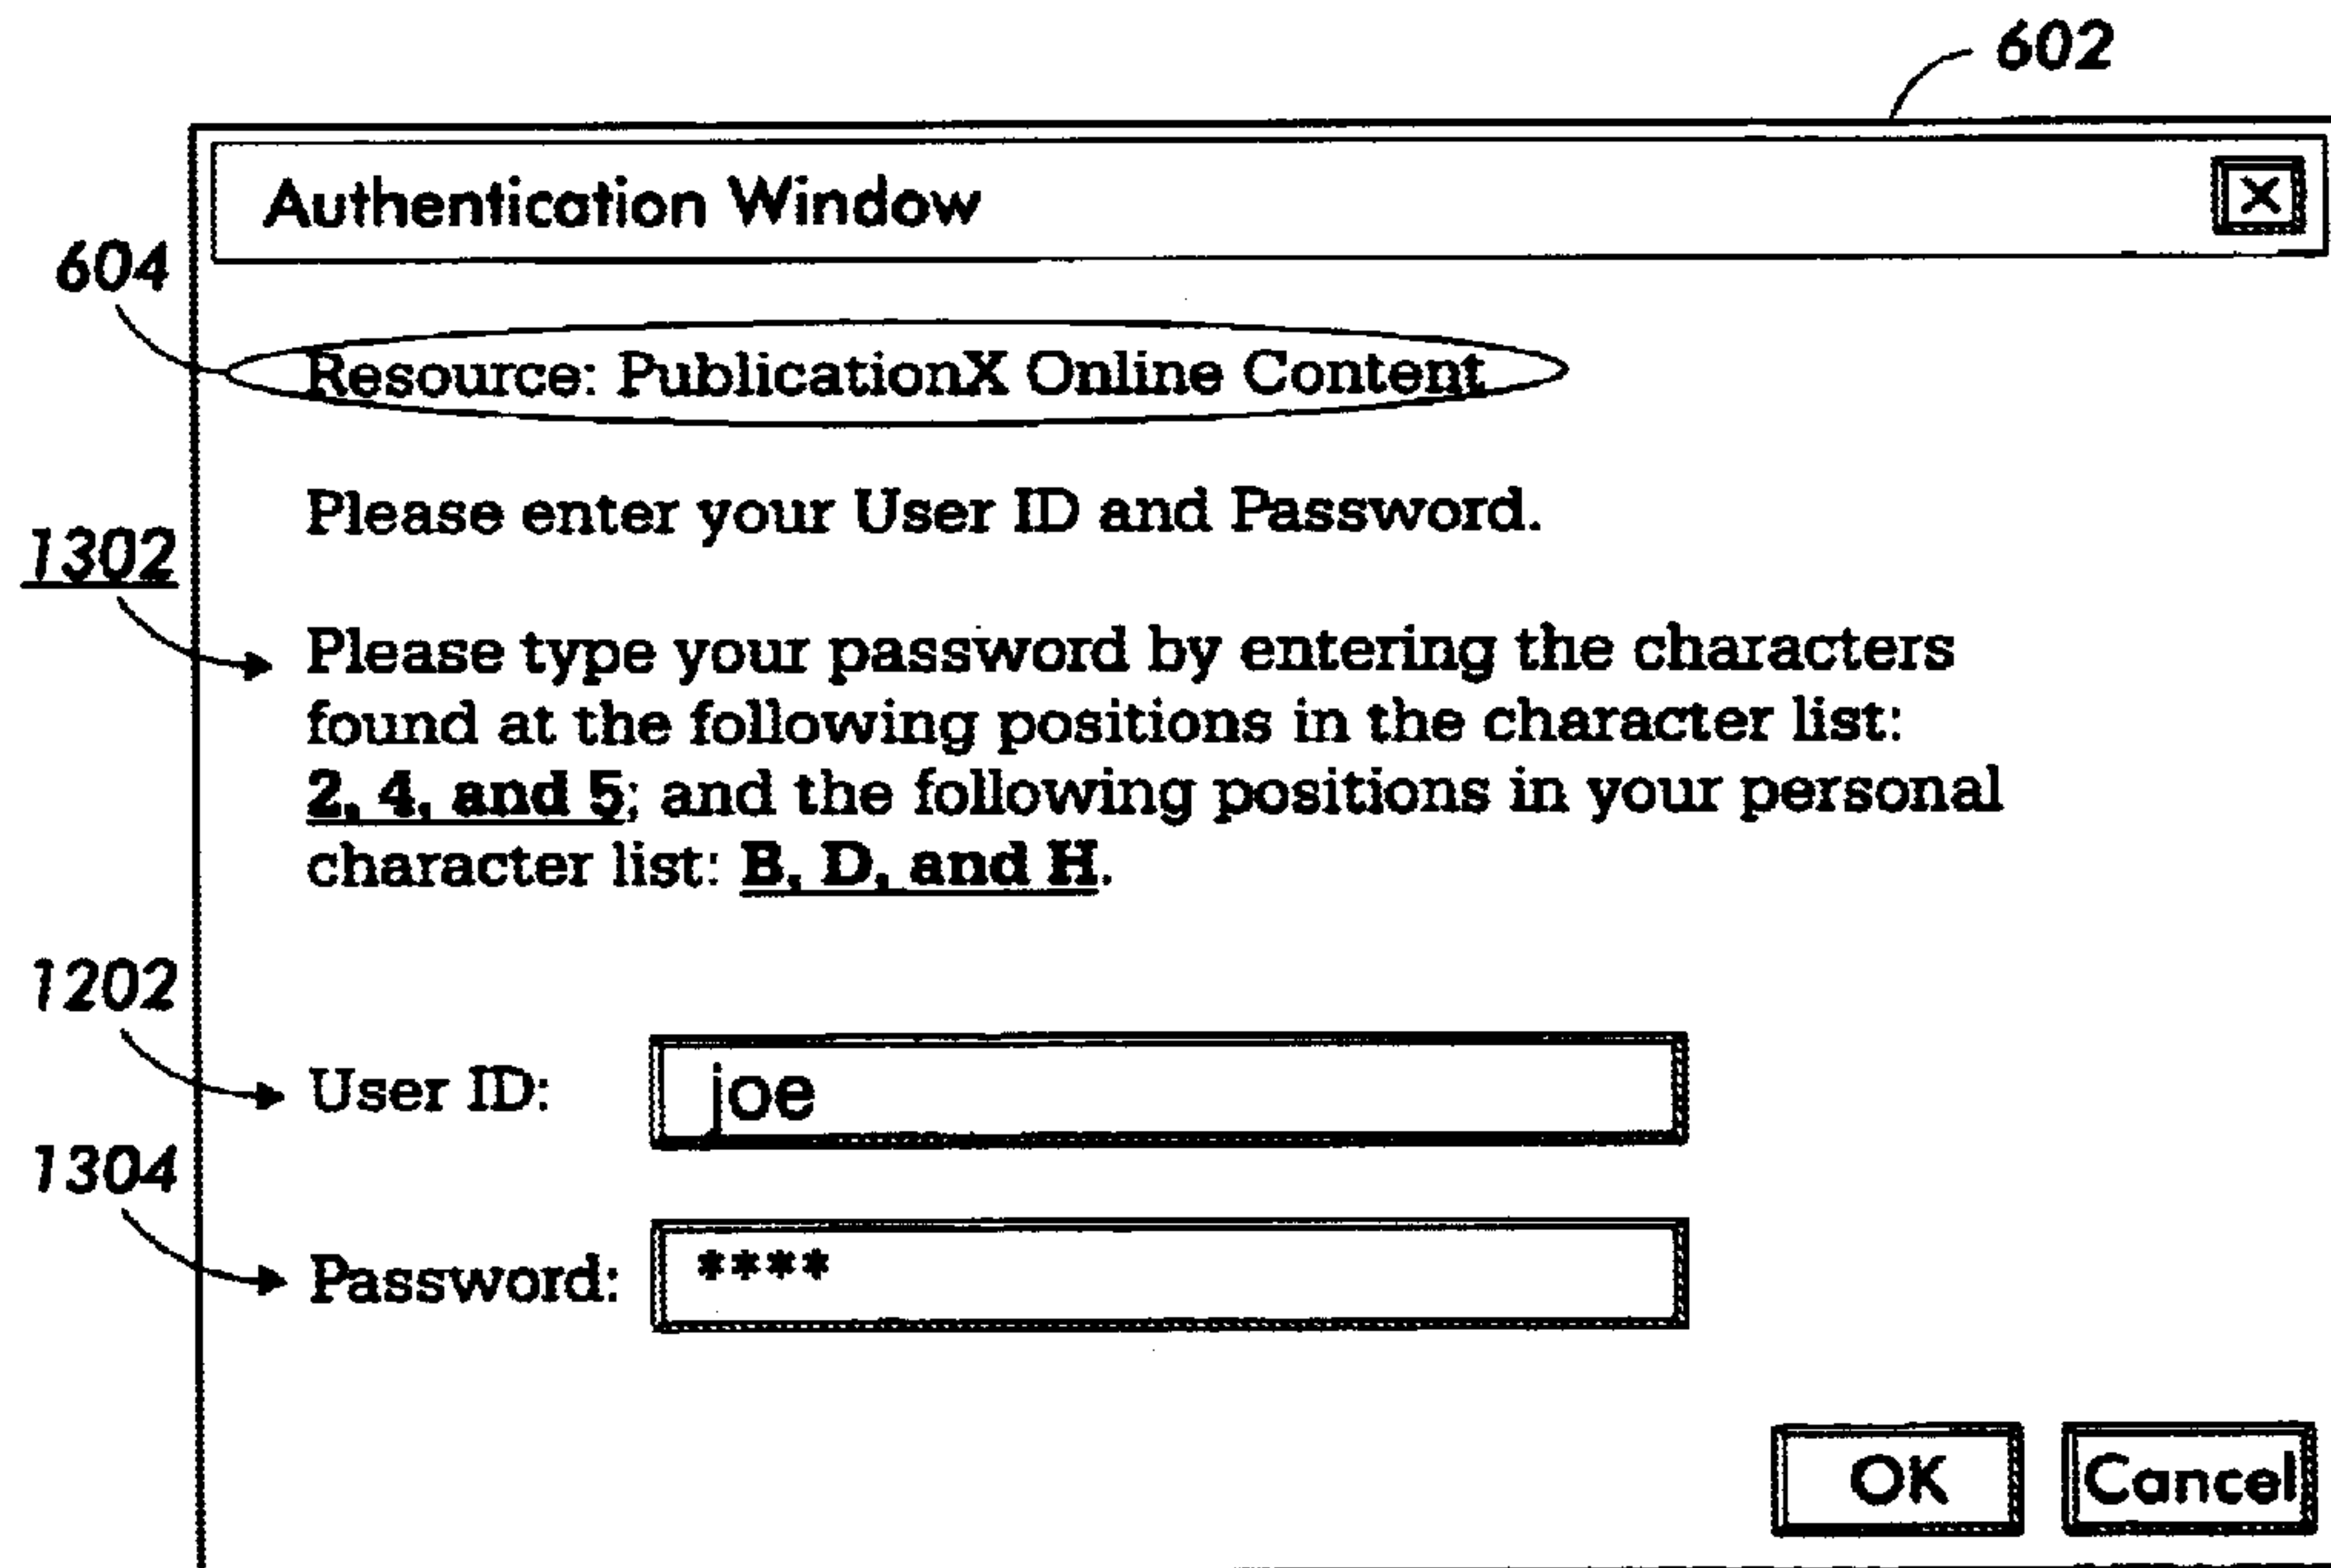 602
Authentication Window
X
604
Resource: PublicationX Online Content
Please enter your User ID and Password.
1302
Please type your password by entering the characters
found at the following positions in the character list:
2, 4, and 5; and the following positions in your personal
character list: B, D, and H.
1202
User ID: joe
1304
Password: ****
OK Cancel